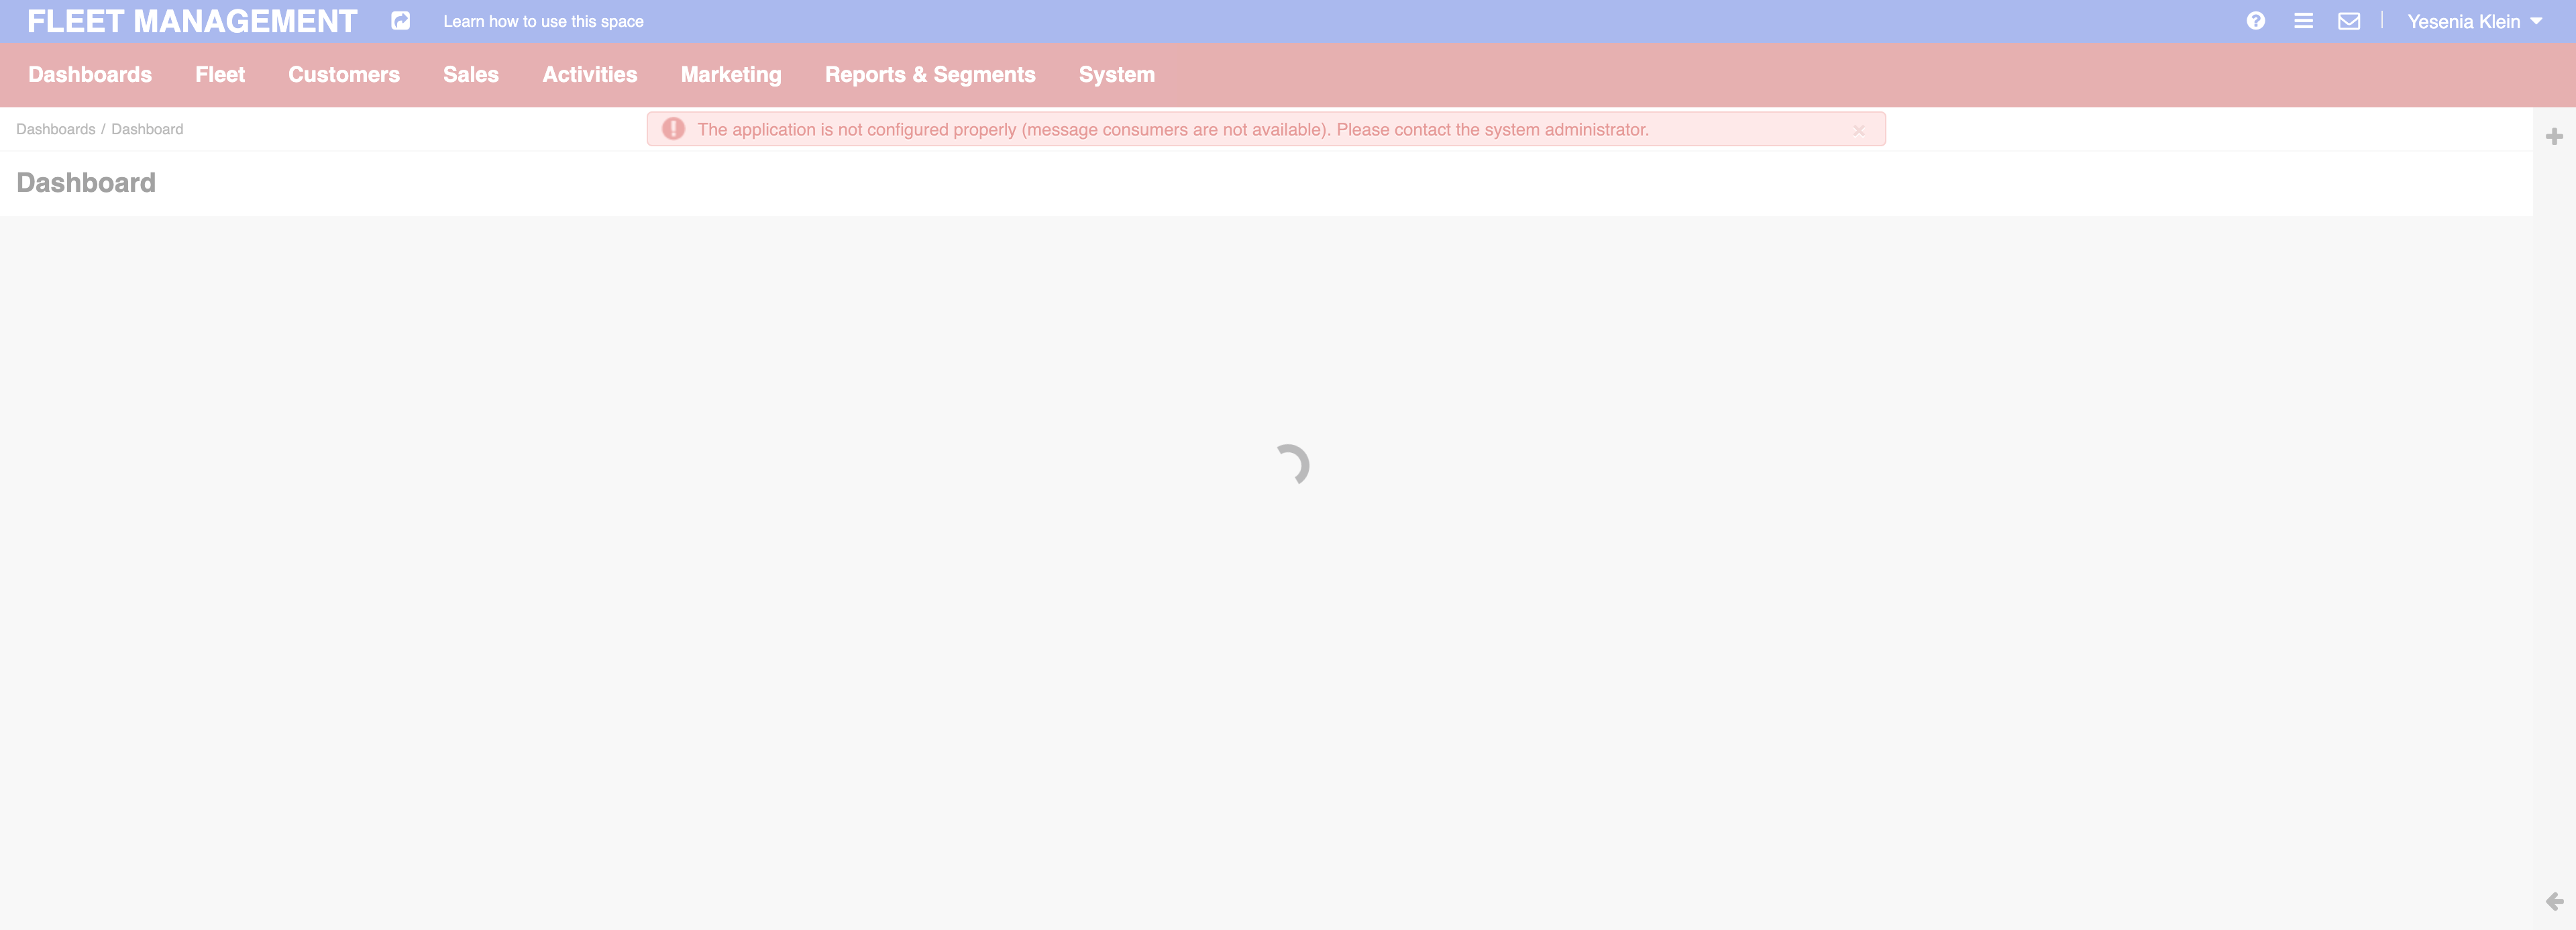 FLEET MANAGEMENT
Learn how to use this space
Yesenia Klein
Dashboards
Fleet
Customers
Sales
Activities
Marketing
Reports & Segments
System
Dashboards / Dashboard
The application is not configured properly (message consumers are not available). Please contact the system administrator.
Dashboard